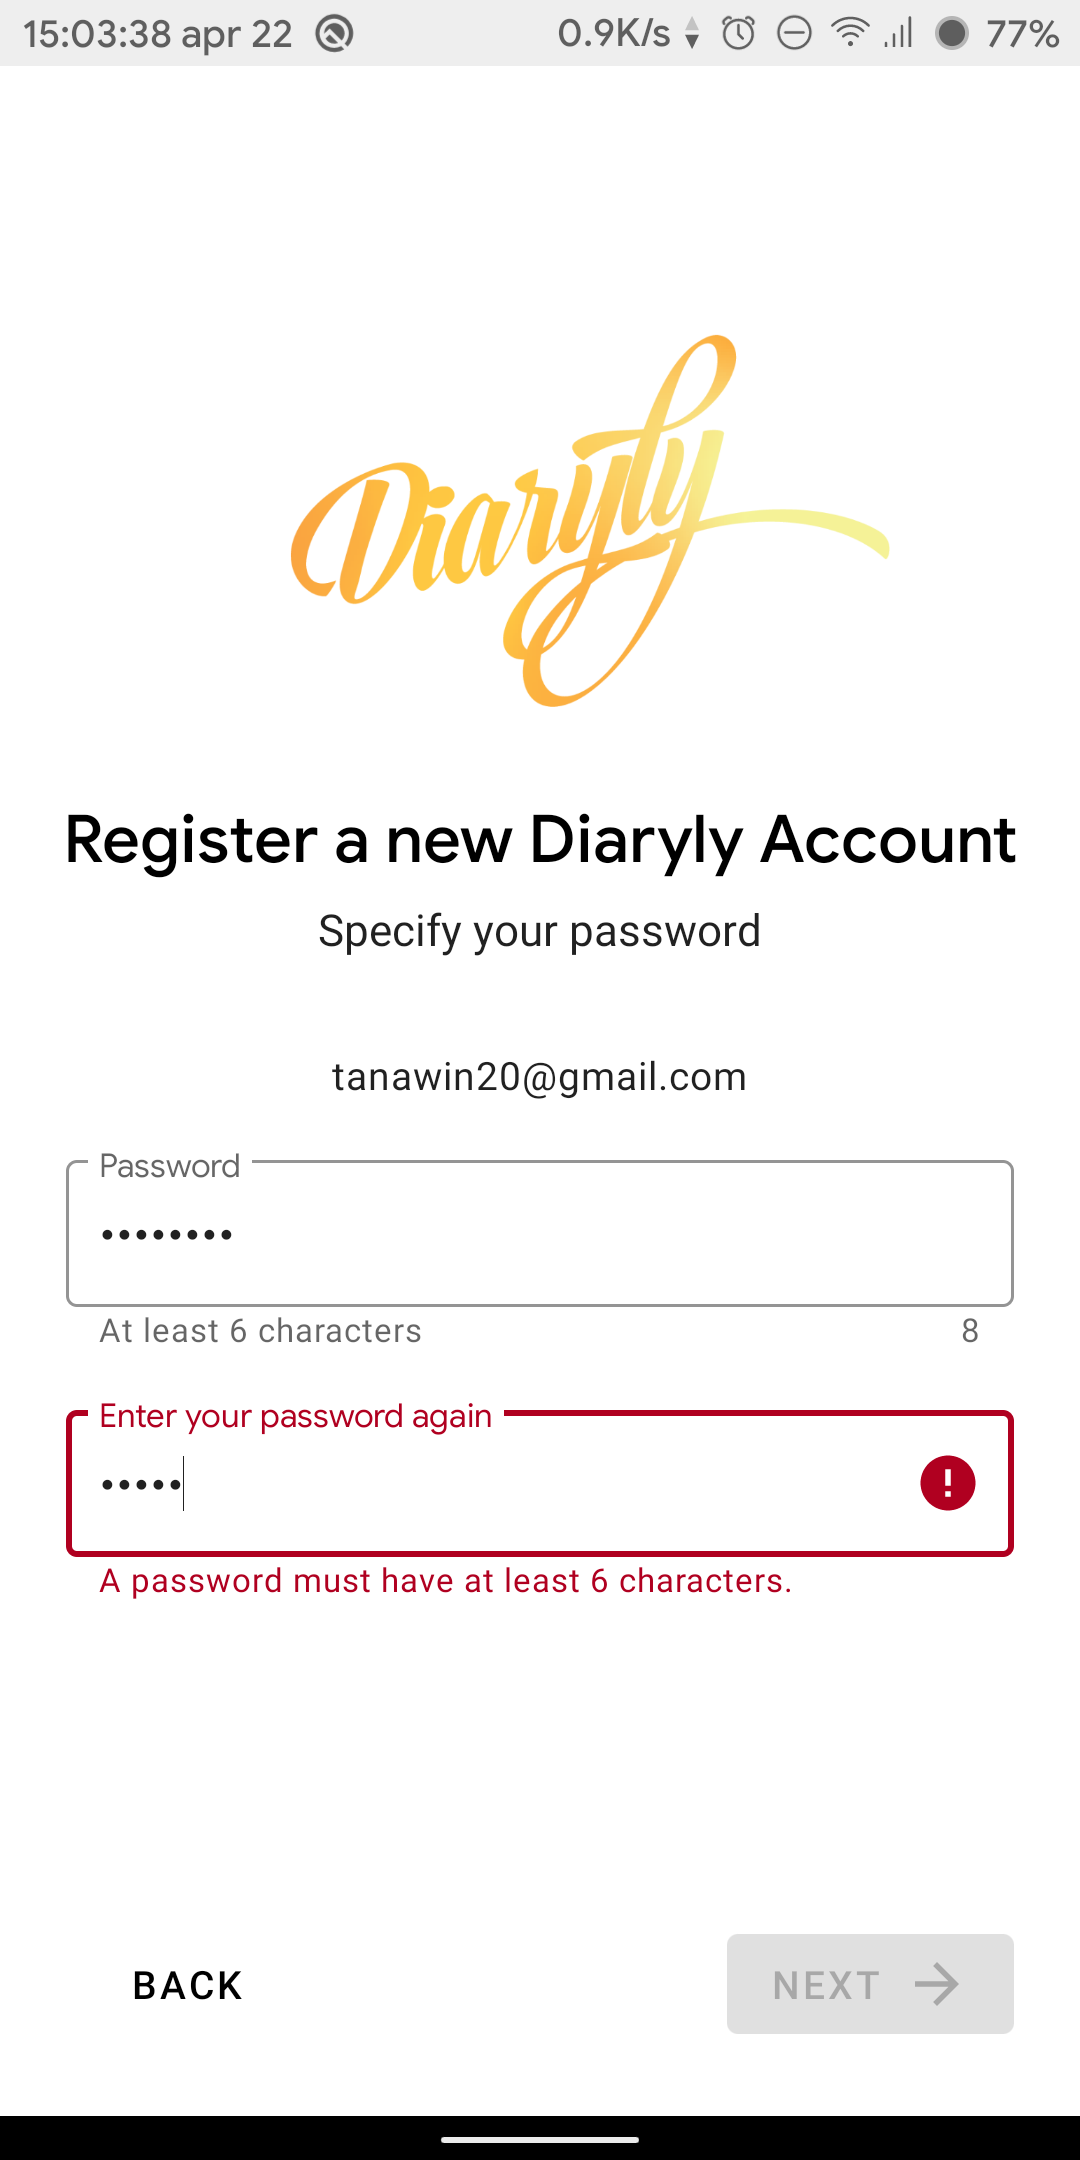 15:03:38 apr 22 0.9K/s 77%
Diaryly
Register a new Diaryly Account
Specify your password
tanawin20@gmail.com
Password
••••••••
At least 6 characters 8
Enter your password again
•••••
A password must have at least 6 characters.
BACK NEXT